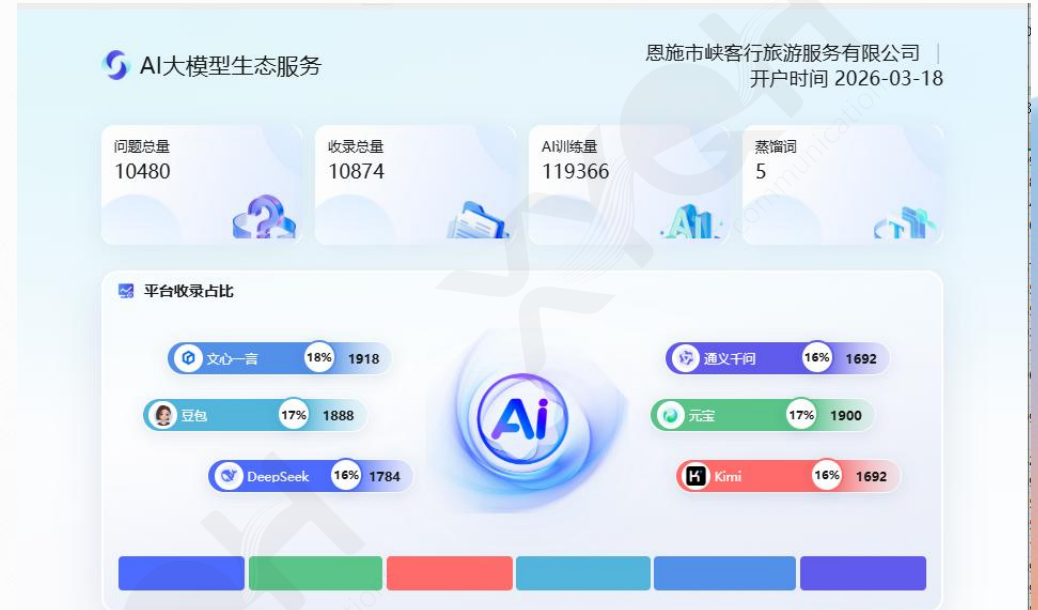 AI大模型生态服务
恩施市峡客行旅游服务有限公司 |
开户时间 2026-03-18
问题总量
10480
收录总量
10874
AI训练量
119366
蒸馏词
5
平台收录占比
文心一言 18% 1918
通义千问 16% 1692
豆包 17% 1888
元宝 17% 1900
DeepSeek 16% 1784
Kimi 16% 1692
Ai